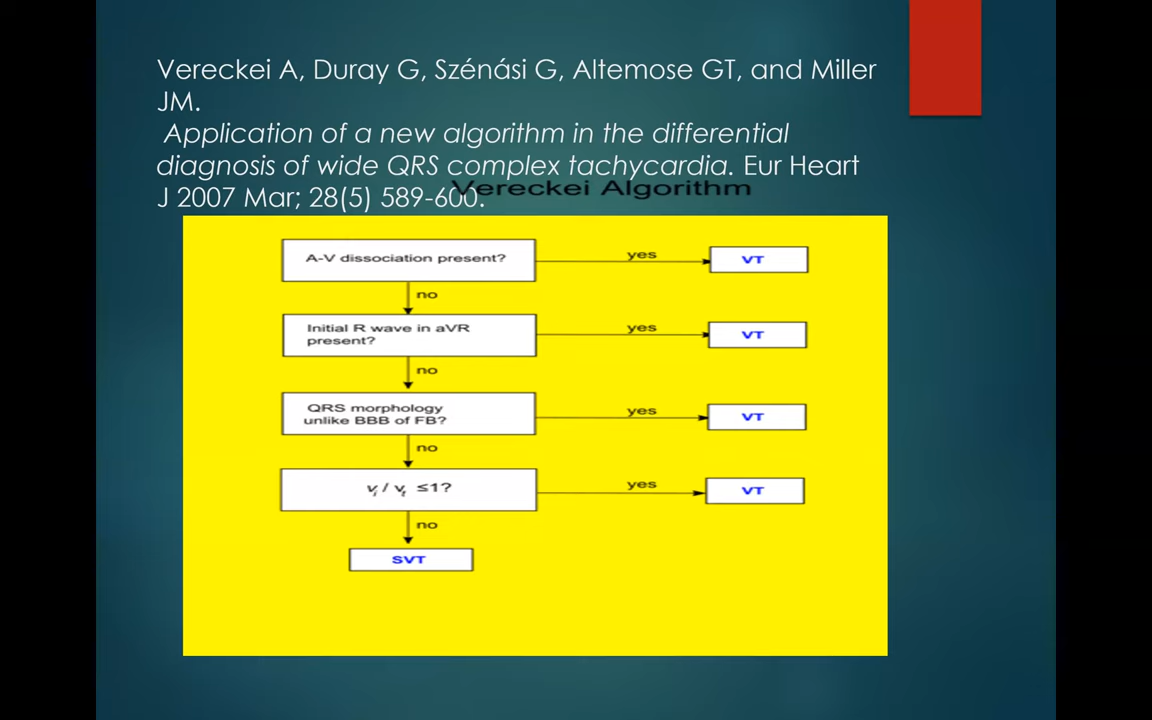 Vereckei A, Duray G, Szénási G, Altemose GT, and Miller
JM.
Application of a new algorithm in the differential
diagnosis of wide QRS complex tachycardia. Eur Heart
J 2007 Mar; 28(5) 589-600.
Vereckei Algorithm
A-V dissociation present?
yes
VT
no
Initial R wave in aVR
present?
yes
VT
no
QRS morphology
unlike BBB of FB?
yes
VT
no
vi / vt ≤1?
yes
VT
no
SVT